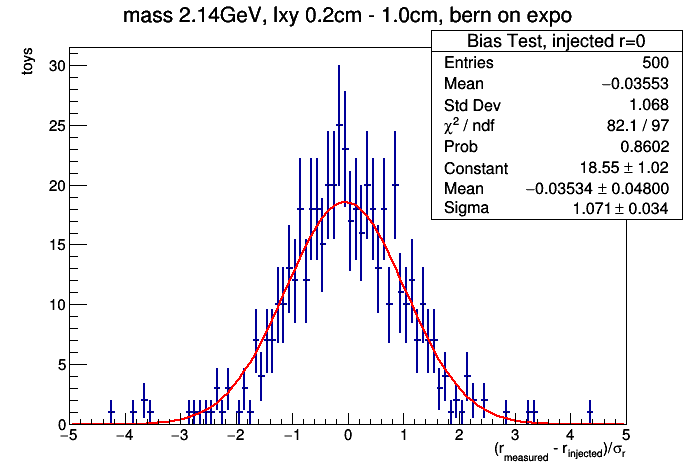 mass 2.14GeV, lxy 0.2cm - 1.0cm, bern on expo
Bias Test, injected r=0
Entries 500
Mean −0.03553
Std Dev 1.068
χ² / ndf 82.1 / 97
Prob 0.8602
Constant 18.55 ± 1.02
Mean −0.03534 ± 0.04800
Sigma 1.071 ± 0.034
toys
30
25
20
15
10
5
0
−5 −4 −3 −2 −1 0 1 2 3 4 5
(r_measured - r_injected)/σ_r